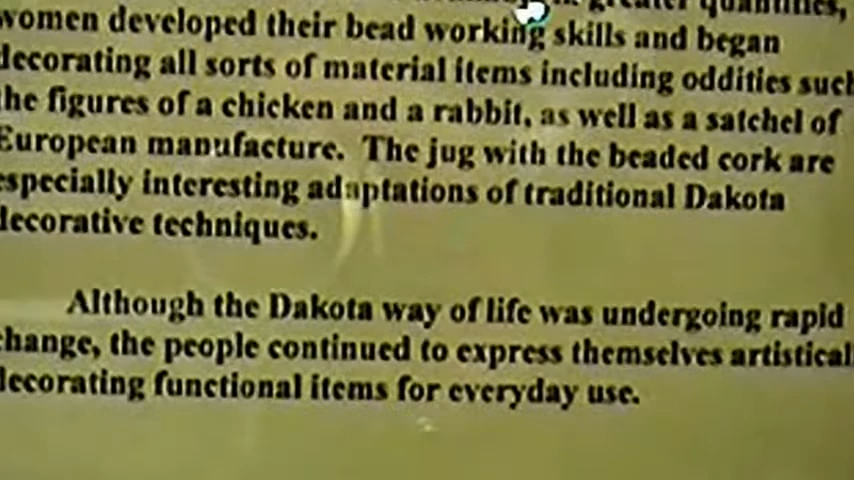 in greater quantities,
women developed their bead working skills and began
decorating all sorts of material items including oddities such
the figures of a chicken and a rabbit, as well as a satchel of
European manufacture. The jug with the beaded cork are
especially interesting adaptations of traditional Dakota
decorative techniques.
Although the Dakota way of life was undergoing rapid
change, the people continued to express themselves artistical
decorating functional items for everyday use.